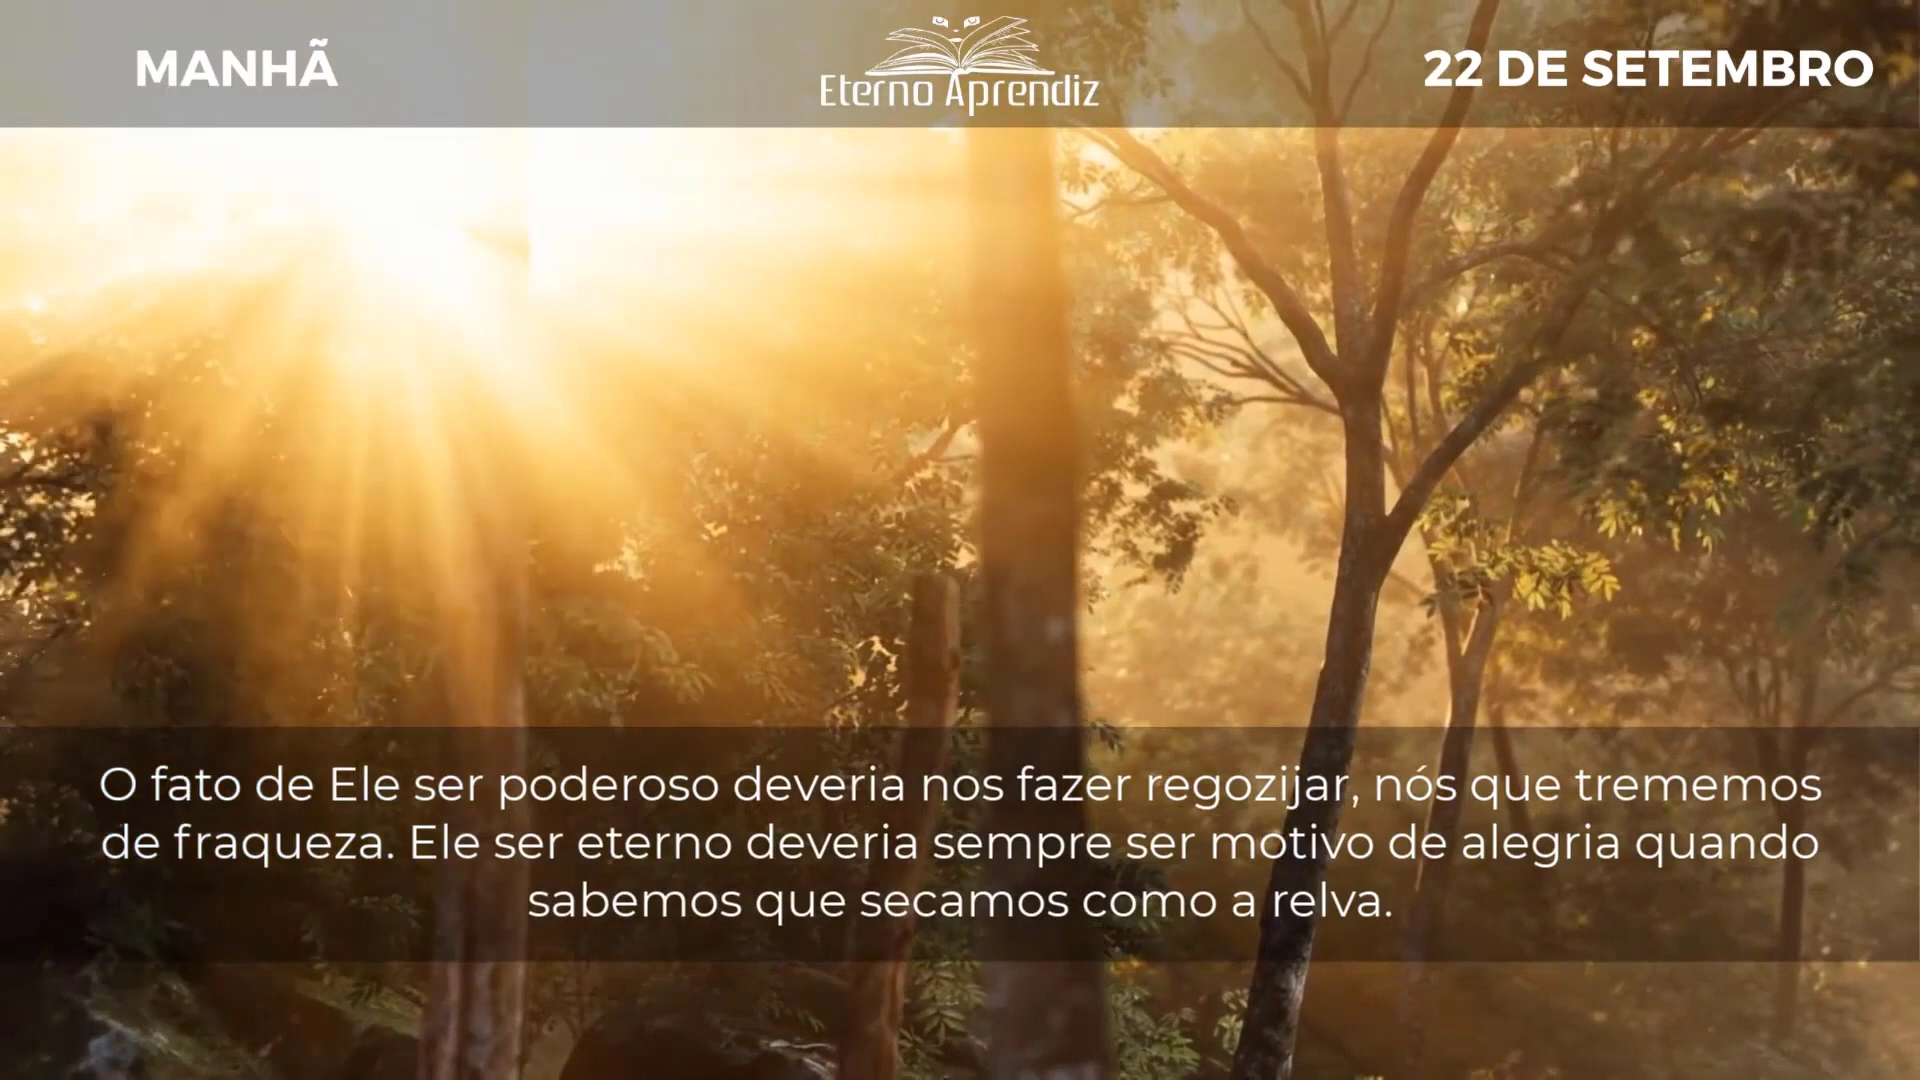 MANHÃ
Eterno Aprendiz
22 DE SETEMBRO
O fato de Ele ser poderoso deveria nos fazer regozijar, nós que trememos
de fraqueza. Ele ser eterno deveria sempre ser motivo de alegria quando
sabemos que secamos como a relva.